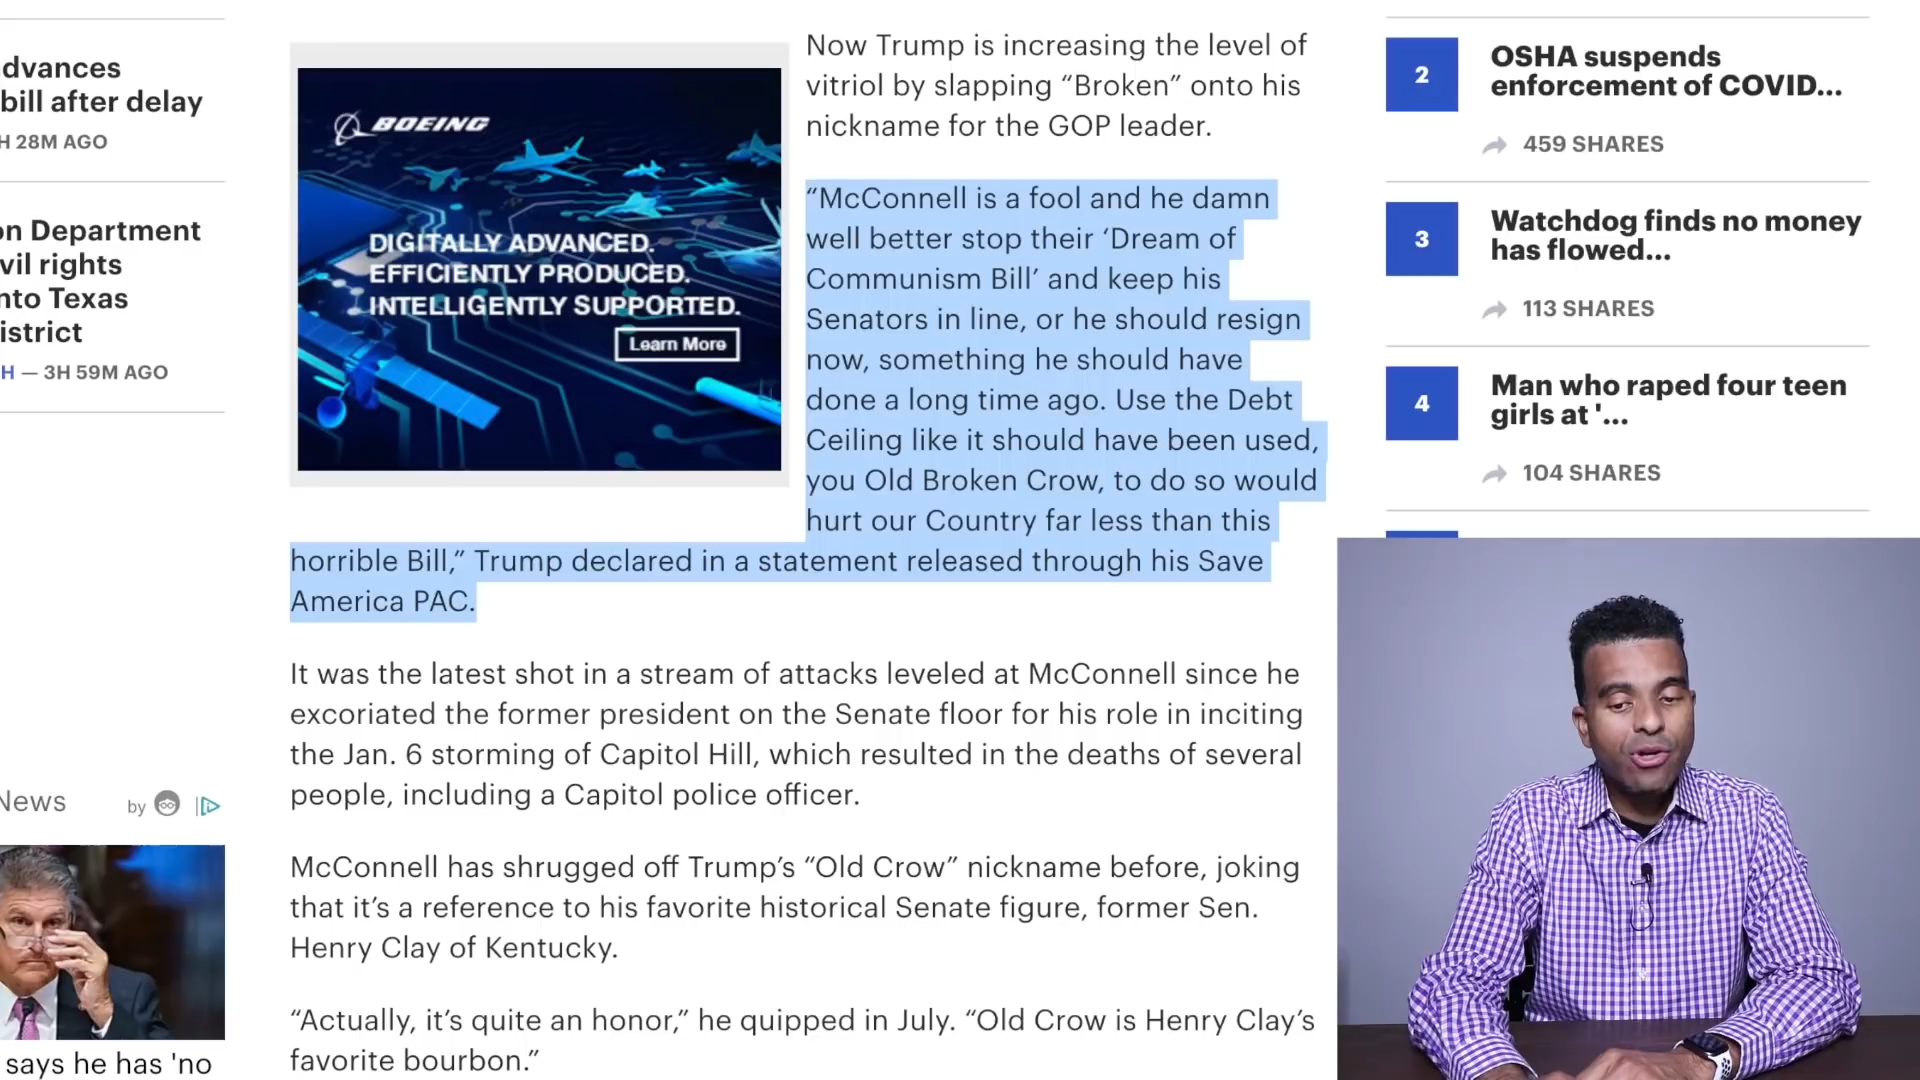 dvances
bill after delay
H 28M AGO
on Department
vil rights
nto Texas
istrict
H — 3H 59M AGO
News
by
says he has 'no
BOEING
DIGITALLY ADVANCED.
EFFICIENTLY PRODUCED.
INTELLIGENTLY SUPPORTED.
Learn More
Now Trump is increasing the level of
vitriol by slapping “Broken” onto his
nickname for the GOP leader.
“McConnell is a fool and he damn
well better stop their ‘Dream of
Communism Bill’ and keep his
Senators in line, or he should resign
now, something he should have
done a long time ago. Use the Debt
Ceiling like it should have been used,
you Old Broken Crow, to do so would
hurt our Country far less than this
horrible Bill,” Trump declared in a statement released through his Save
America PAC.
It was the latest shot in a stream of attacks leveled at McConnell since he
excoriated the former president on the Senate floor for his role in inciting
the Jan. 6 storming of Capitol Hill, which resulted in the deaths of several
people, including a Capitol police officer.
McConnell has shrugged off Trump’s “Old Crow” nickname before, joking
that it’s a reference to his favorite historical Senate figure, former Sen.
Henry Clay of Kentucky.
“Actually, it’s quite an honor,” he quipped in July. “Old Crow is Henry Clay’s
favorite bourbon.”
2
OSHA suspends
enforcement of COVID...
459 SHARES
3
Watchdog finds no money
has flowed...
113 SHARES
4
Man who raped four teen
girls at '...
104 SHARES